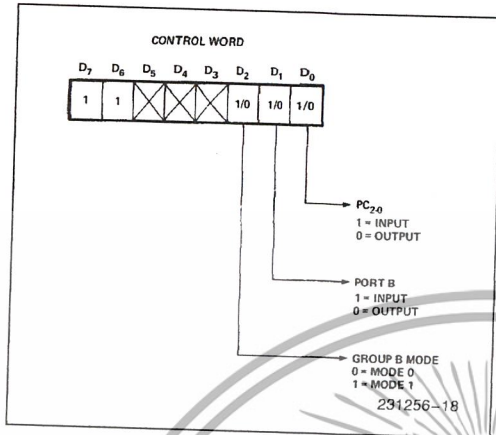 CONTROL WORD
D7 D6 D5 D4 D3 D2 D1 D0
1 1 1/0 1/0 1/0
PC2-0
1 = INPUT
0 = OUTPUT
PORT B
1 = INPUT
0 = OUTPUT
GROUP B MODE
0 = MODE 0
1 = MODE 1
231256-18